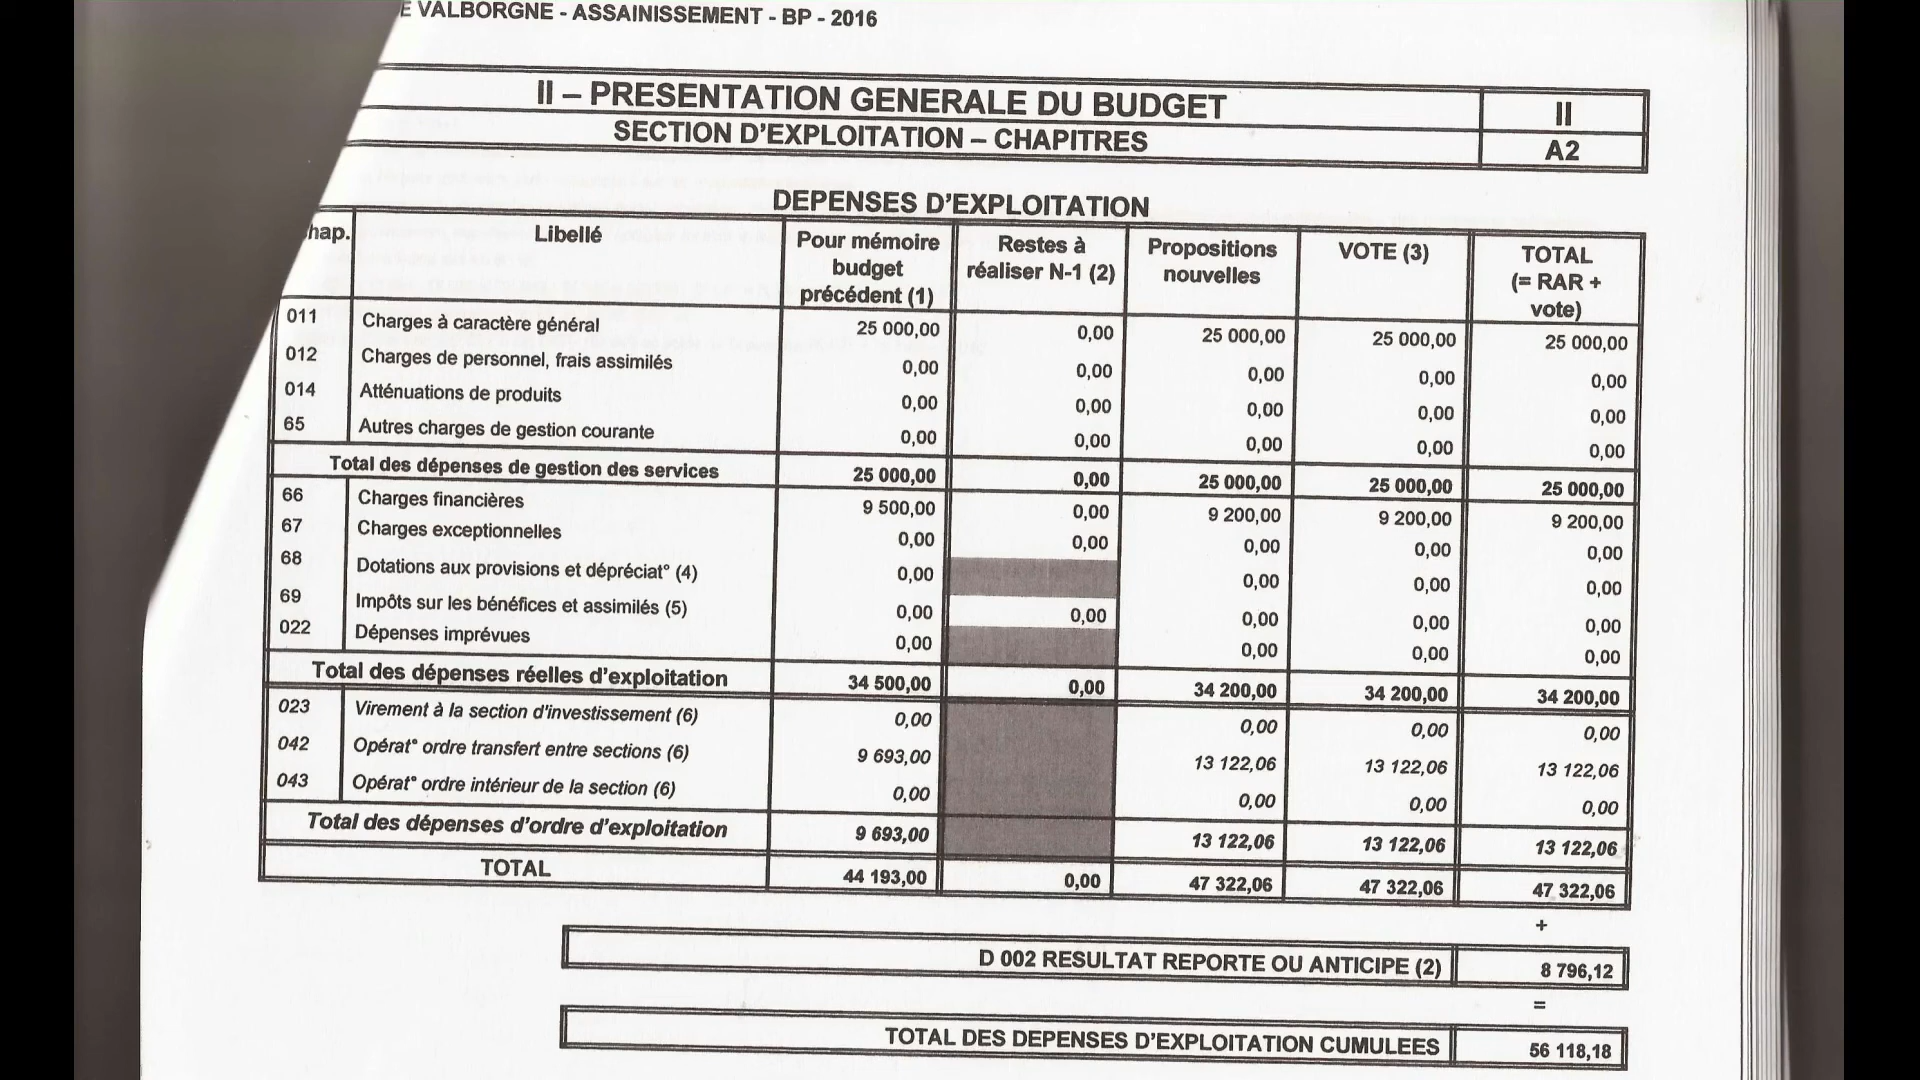 E VALBORGNE - ASSAINISSEMENT - BP - 2016
II – PRESENTATION GENERALE DU BUDGET II
SECTION D'EXPLOITATION – CHAPITRES A2
DEPENSES D'EXPLOITATION
hap. Libellé Pour mémoire budget précédent (1) Restes à réaliser N-1 (2) Propositions nouvelles VOTE (3) TOTAL (= RAR + vote)
011 Charges à caractère général 25 000,00 0,00 25 000,00 25 000,00 25 000,00
012 Charges de personnel, frais assimilés 0,00 0,00 0,00 0,00 0,00
014 Atténuations de produits 0,00 0,00 0,00 0,00 0,00
65 Autres charges de gestion courante 0,00 0,00 0,00 0,00 0,00
Total des dépenses de gestion des services 25 000,00 0,00 25 000,00 25 000,00 25 000,00
66 Charges financières 9 500,00 0,00 9 200,00 9 200,00 9 200,00
67 Charges exceptionnelles 0,00 0,00 0,00 0,00 0,00
68 Dotations aux provisions et dépréciat° (4) 0,00 0,00 0,00 0,00
69 Impôts sur les bénéfices et assimilés (5) 0,00 0,00 0,00 0,00 0,00
022 Dépenses imprévues 0,00 0,00 0,00 0,00
Total des dépenses réelles d'exploitation 34 500,00 0,00 34 200,00 34 200,00 34 200,00
023 Virement à la section d'investissement (6) 0,00 0,00 0,00 0,00
042 Opérat° ordre transfert entre sections (6) 9 693,00 13 122,06 13 122,06 13 122,06
043 Opérat° ordre intérieur de la section (6) 0,00 0,00 0,00 0,00
Total des dépenses d'ordre d'exploitation 9 693,00 13 122,06 13 122,06 13 122,06
TOTAL 44 193,00 0,00 47 322,06 47 322,06 47 322,06
+
D 002 RESULTAT REPORTE OU ANTICIPE (2) 8 796,12
=
TOTAL DES DEPENSES D'EXPLOITATION CUMULEES 56 118,18